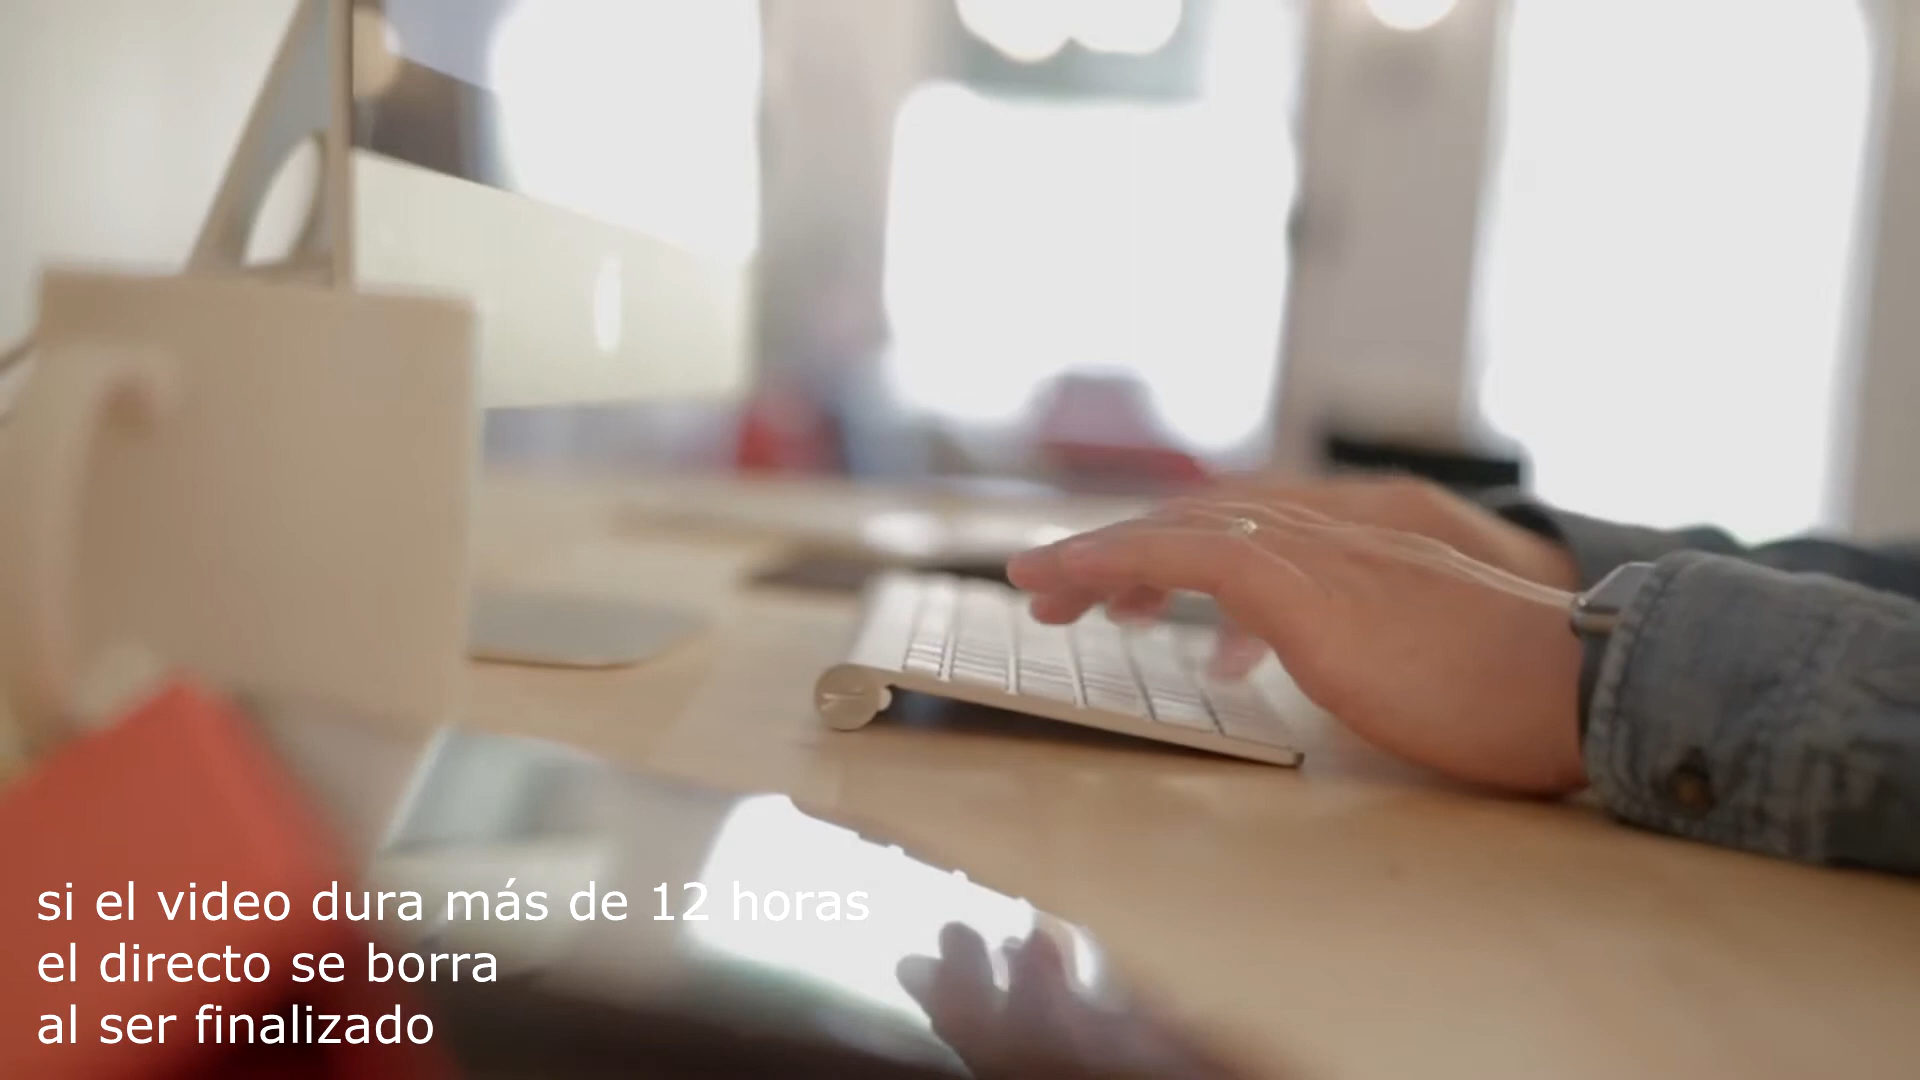 si el video dura más de 12 horas
el directo se borra
al ser finalizado